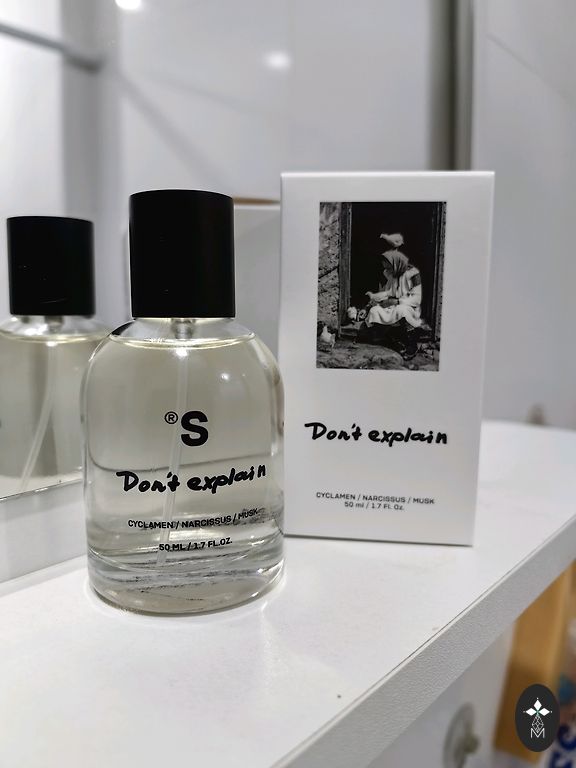 ®S
Don't explain
CYCLAMEN / NARCISSUS / MUSK
50 ML / 1.7 FL.OZ.
Don't explain
CYCLAMEN / NARCISSUS / MUSK
50 ml / 1.7 Fl. Oz.
M